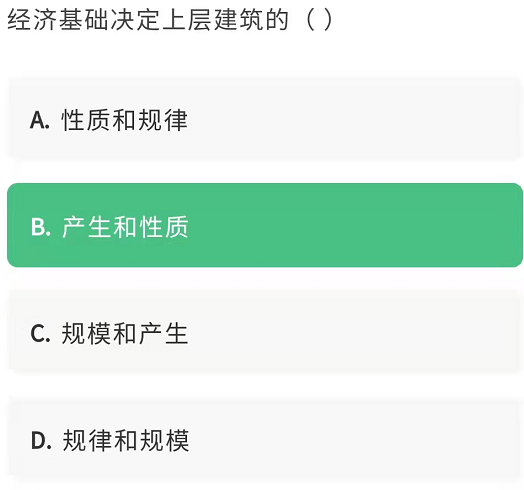 经济基础决定上层建筑的（ ）
A. 性质和规律
B. 产生和性质
C. 规模和产生
D. 规律和规模